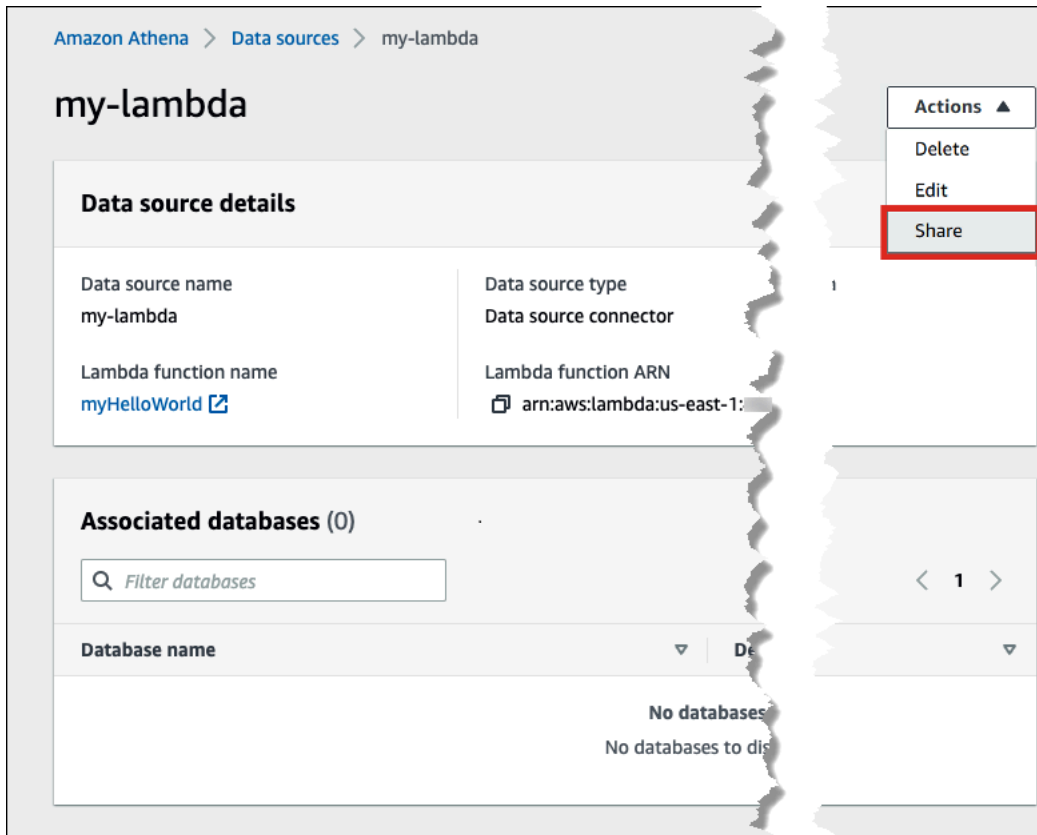 Amazon Athena > Data sources > my-lambda
my-lambda
Actions ▲
Delete
Edit
Share
Data source details
Data source name
my-lambda
Data source type
Data source connector
Lambda function name
myHelloWorld
Lambda function ARN
arn:aws:lambda:us-east-1:
Associated databases (0)
Filter databases
< 1 >
Database name
No databases
No databases to